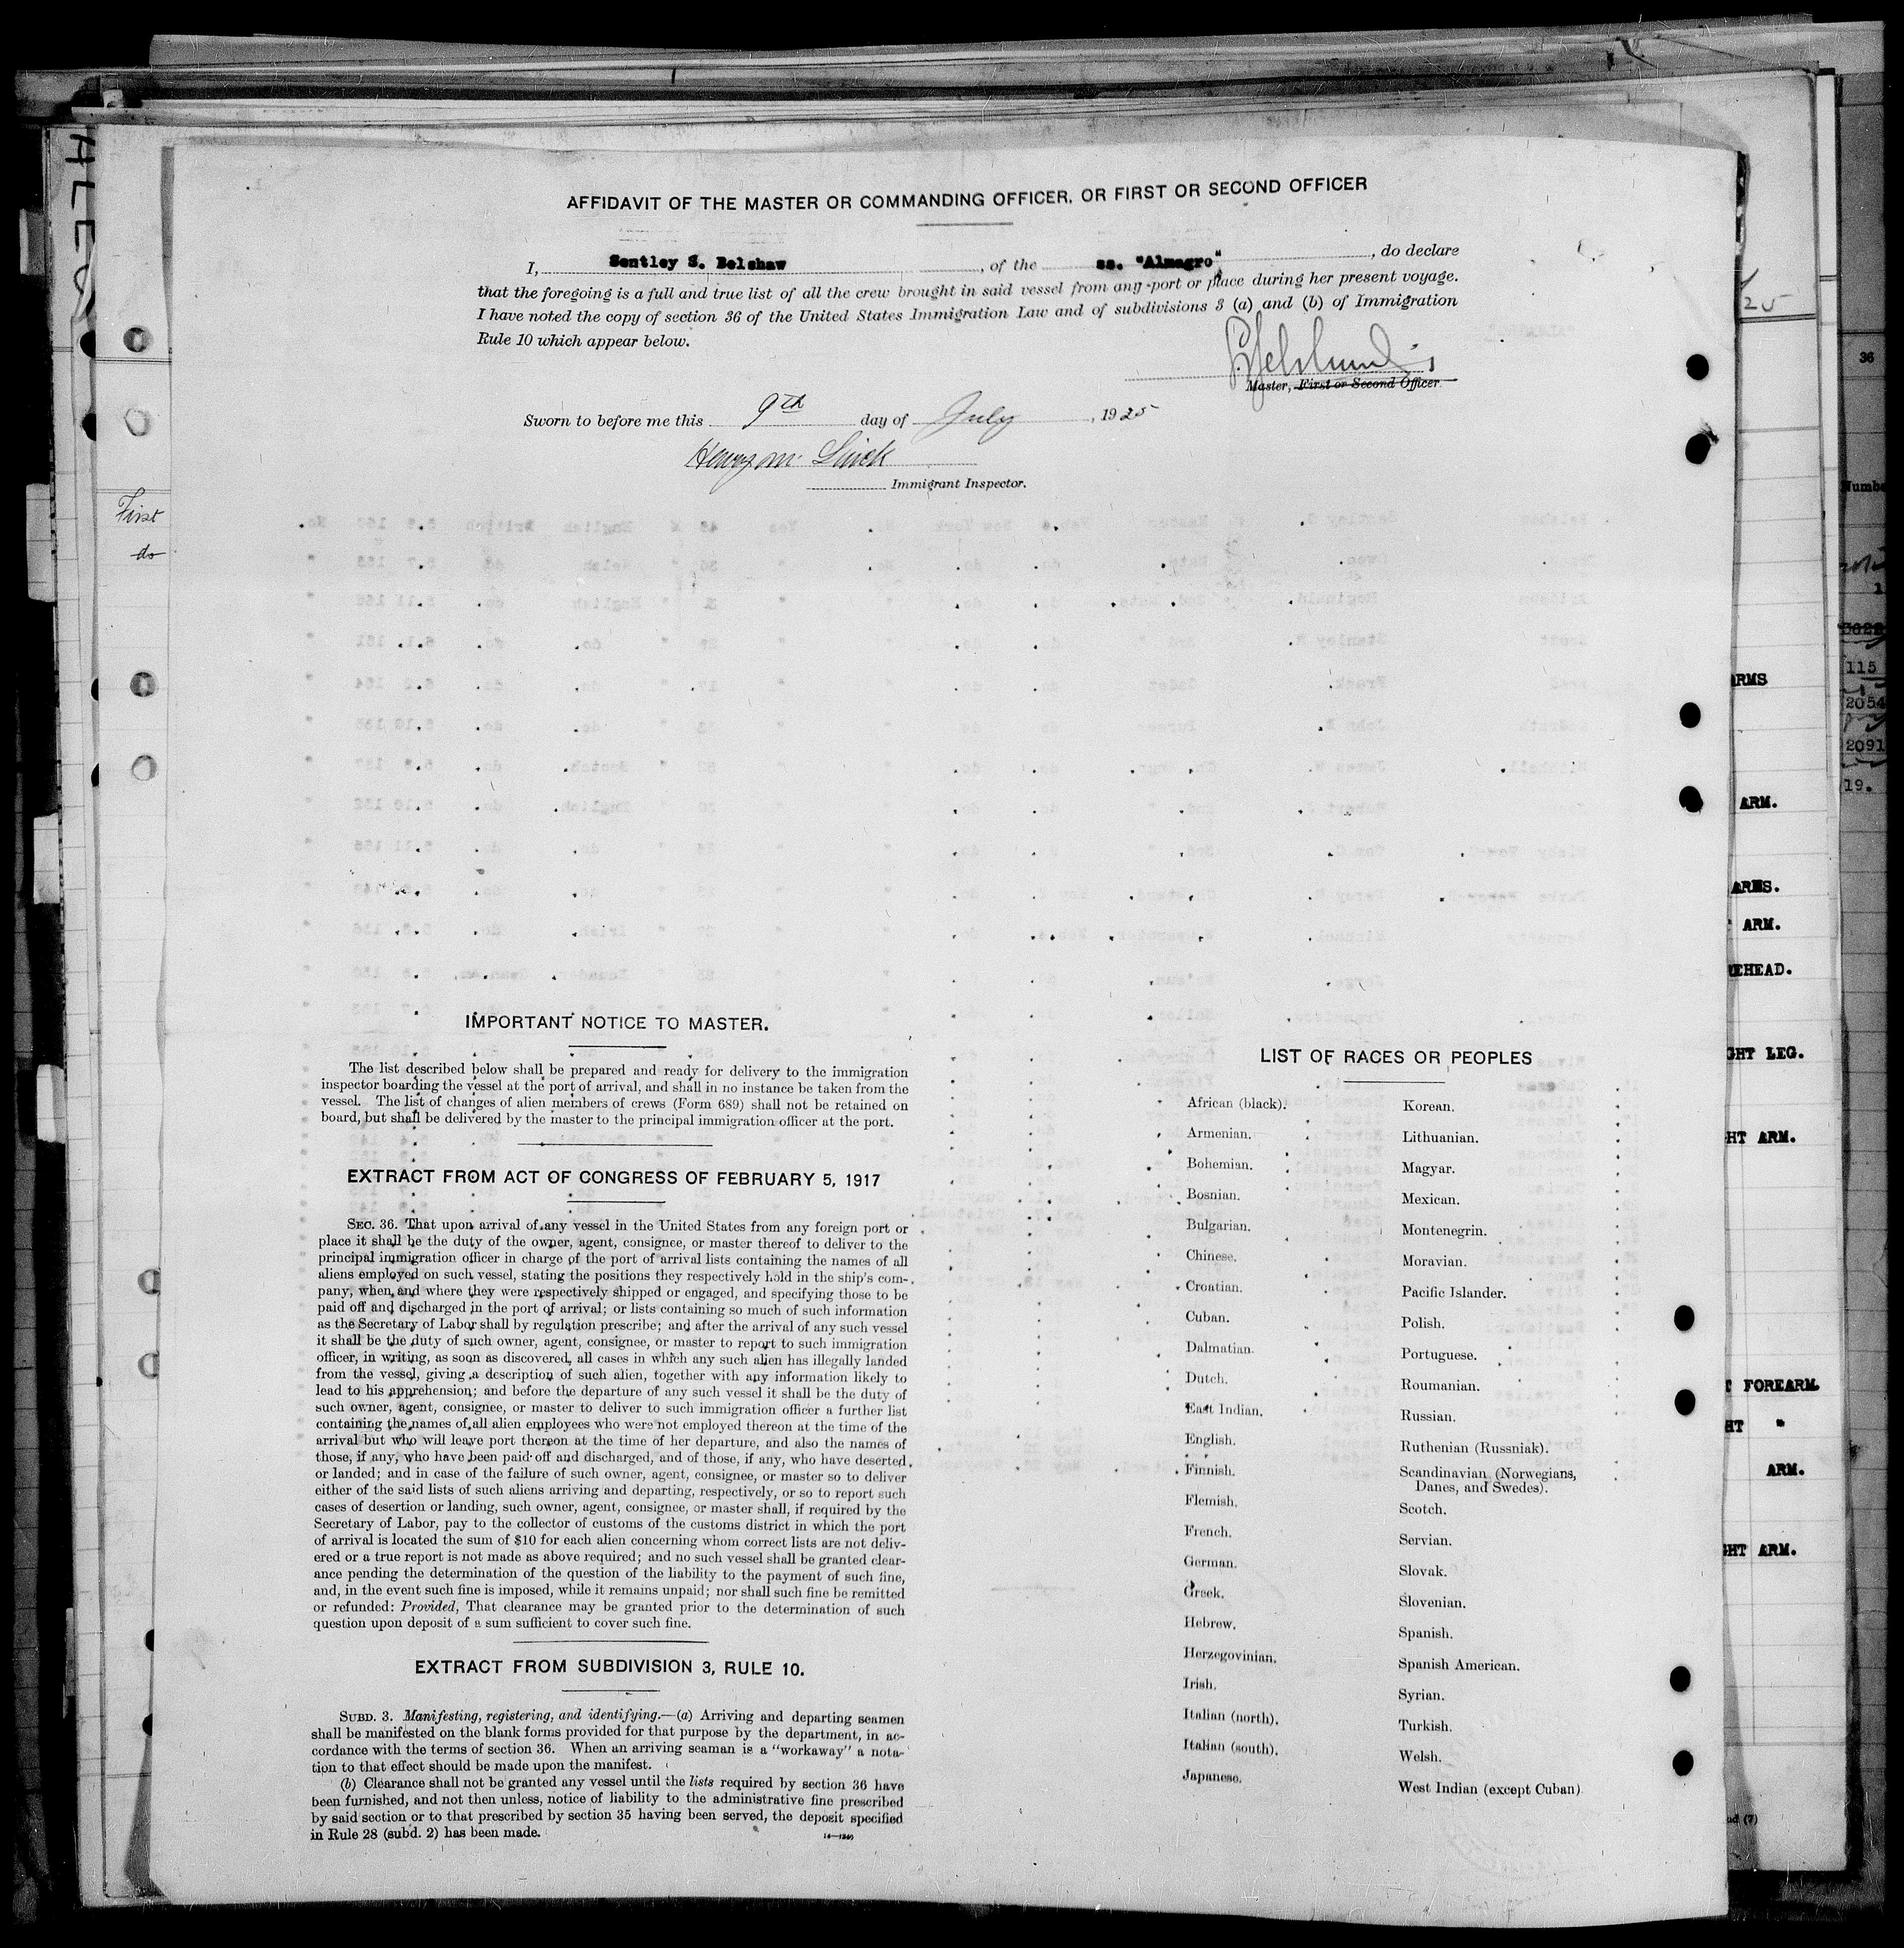 AFFIDAVIT OF THE MASTER OR COMMANDING OFFICER, OR FIRST OR SECOND OFFICER
I, Sentley S. Belshaw, of the ss. "Almagro", do declare
that the foregoing is a full and true list of all the crew brought in said vessel from any port or place during her present voyage.
I have noted the copy of section 36 of the United States Immigration Law and of subdivisions 3 (a) and (b) of Immigration
Rule 10 which appear below.
Master, First or Second Officer
Sworn to before me this 9th day of July, 1925
Henry M.
Immigrant Inspector.
First
do
IMPORTANT NOTICE TO MASTER.
The list described below shall be prepared and ready for delivery to the immigration
inspector boarding the vessel at the port of arrival, and shall in no instance be taken from the
vessel. The list of changes of alien members of crews (Form 689) shall not be retained on
board, but shall be delivered by the master to the principal immigration officer at the port.
EXTRACT FROM ACT OF CONGRESS OF FEBRUARY 5, 1917
SEC. 36. That upon arrival of any vessel in the United States from any foreign port or
place it shall be the duty of the owner, agent, consignee, or master thereof to deliver to the
principal immigration officer in charge of the port of arrival lists containing the names of all
aliens employed on such vessel, stating the positions they respectively hold in the ship's com-
pany, when and where they were respectively shipped or engaged, and specifying those to be
paid off and discharged in the port of arrival; or lists containing so much of such information
as the Secretary of Labor shall by regulation prescribe; and after the arrival of any such vessel
it shall be the duty of such owner, agent, consignee, or master to report to such immigration
officer, in writing, as soon as discovered, all cases in which any such alien has illegally landed
from the vessel, giving a description of such alien, together with any information likely to
lead to his apprehension; and before the departure of any such vessel it shall be the duty of
such owner, agent, consignee, or master to deliver to such immigration officer a further list
containing the names of all alien employees who were not employed thereon at the time of the
arrival but who will leave port thereon at the time of her departure, and also the names of
those, if any, who have been paid off and discharged, and of those, if any, who have deserted
or landed; and in case of the failure of such owner, agent, consignee, or master so to deliver
either of the said lists of such aliens arriving and departing, respectively, or so to report such
cases of desertion or landing, such owner, agent, consignee, or master shall, if required by the
Secretary of Labor, pay to the collector of customs of the customs district in which the port
of arrival is located the sum of $10 for each alien concerning whom correct lists are not deliv-
ered or a true report is not made as above required; and no such vessel shall be granted clear-
ance pending the determination of the question of the liability to the payment of such fine,
and, in the event such fine is imposed, while it remains unpaid; nor shall such fine be remitted
or refunded: Provided, That clearance may be granted prior to the determination of such
question upon deposit of a sum sufficient to cover such fine.
EXTRACT FROM SUBDIVISION 3, RULE 10.
SUBD. 3. Manifesting, registering, and identifying.—(a) Arriving and departing seamen
shall be manifested on the blank forms provided for that purpose by the department, in ac-
cordance with the terms of section 36. When an arriving seaman is a "workaway" a nota-
tion to that effect should be made upon the manifest.
(b) Clearance shall not be granted any vessel until the lists required by section 36 have
been furnished, and not then unless, notice of liability to the administrative fine prescribed
by said section or to that prescribed by section 35 having been served, the deposit specified
in Rule 28 (subd. 2) has been made.
LIST OF RACES OR PEOPLES
African (black).
Armenian.
Bohemian.
Bosnian.
Bulgarian.
Chinese.
Croatian.
Cuban.
Dalmatian.
Dutch.
East Indian.
English.
Finnish.
Flemish.
French.
German.
Greek.
Hebrew.
Herzegovinian.
Irish.
Italian (north).
Italian (south).
Japanese.
Korean.
Lithuanian.
Magyar.
Mexican.
Montenegrin.
Moravian.
Pacific Islander.
Polish.
Portuguese.
Roumanian.
Russian.
Ruthenian (Russniak).
Scandinavian (Norwegians,
Danes, and Swedes).
Scotch.
Servian.
Slovak.
Slovenian.
Spanish.
Spanish American.
Syrian.
Turkish.
Welsh.
West Indian (except Cuban)
25
ARMS
ARM.
ARMS.
ARM.
LEG.
ARM.
FOREARM.
"
ARM.
ARM.
36
115
2054
2091
19.